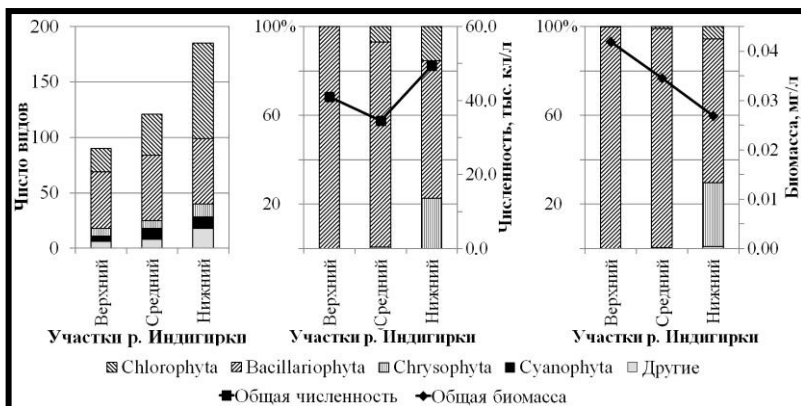 200
150
100
50
0
Число видов
Верхний
Средний
Нижний
Участки р. Индигирки
100%
60
20
60,0
40,0
20,0
0,0
Численность, тыс. кл/л
Верхний
Средний
Нижний
Участки р. Индигирки
100%
60
20
0,04
0,03
0,02
0,01
0,00
Биомасса, мг/л
Верхний
Средний
Нижний
Участки р. Индигирки
Chlorophyta Bacillariophyta Chrysophyta Cyanophyta Другие
Общая численность Общая биомасса